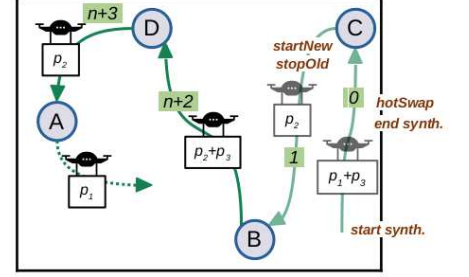 n+3
D
C
startNew
stopOld
p2
A
n+2
p2
0
hotSwap
end synth.
p2+p3
1
p1+p3
p1
B
start synth.